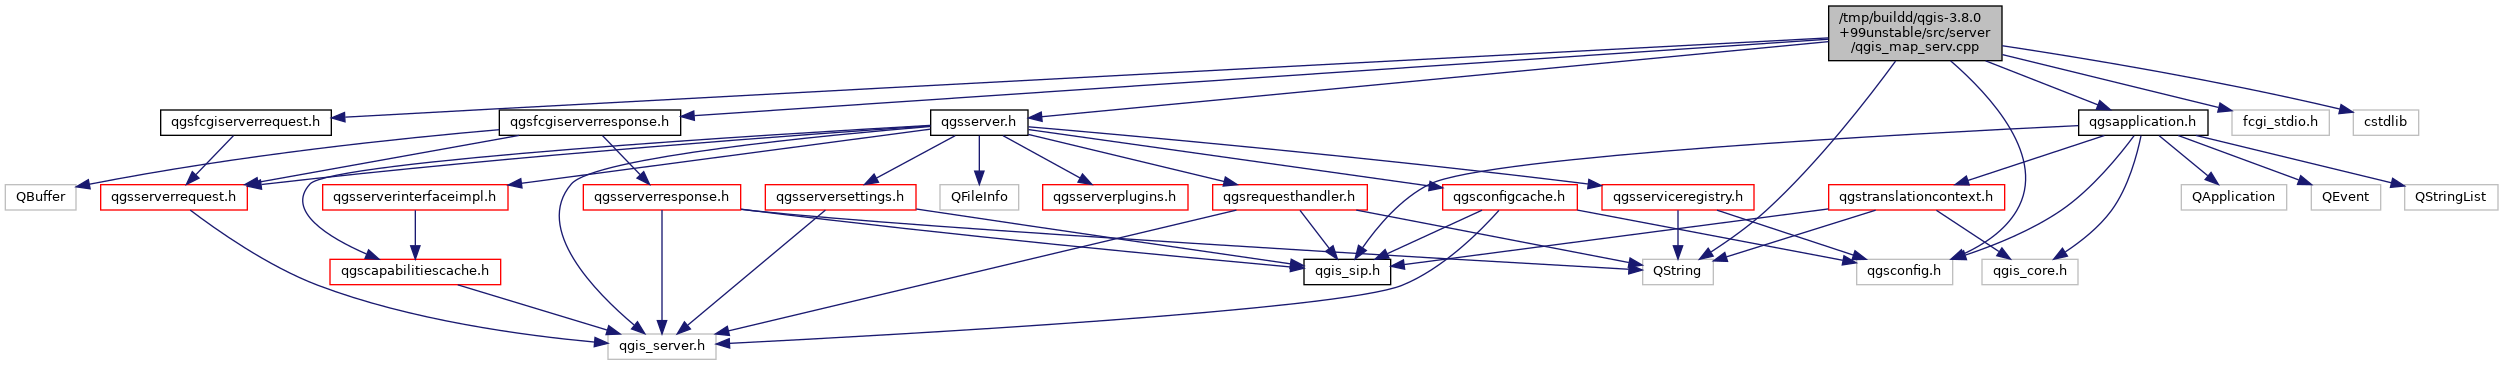 /tmp/buildd/qgis-3.8.0
+99unstable/src/server
/qgis_map_serv.cpp
qgsfcgiserverrequest.h
qgsfcgiserverresponse.h
qgsserver.h
qgsapplication.h
fcgi_stdio.h
cstdlib
QBuffer
qgsserverrequest.h
qgsserverinterfaceimpl.h
qgsserverresponse.h
qgsserversettings.h
QFileInfo
qgsserverplugins.h
qgsrequesthandler.h
qgsconfigcache.h
qgsserviceregistry.h
qgstranslationcontext.h
QApplication
QEvent
QStringList
qgscapabilitiescache.h
qgis_sip.h
QString
qgsconfig.h
qgis_core.h
qgis_server.h